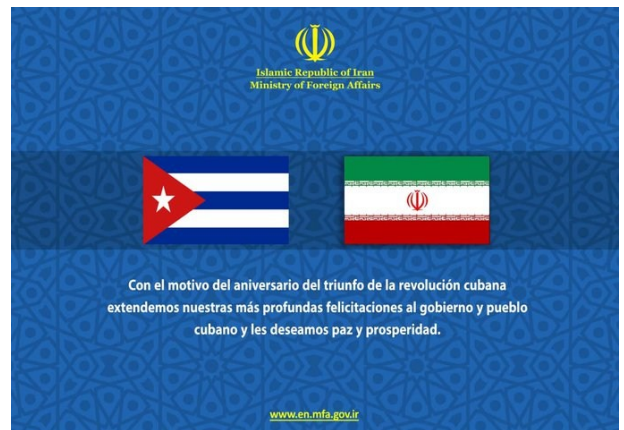 Islamic Republic of Iran
Ministry of Foreign Affairs
Con el motivo del aniversario del triunfo de la revolución cubana
extendemos nuestras más profundas felicitaciones al gobierno y pueblo
cubano y les deseamos paz y prosperidad.
www.en.mfa.gov.ir